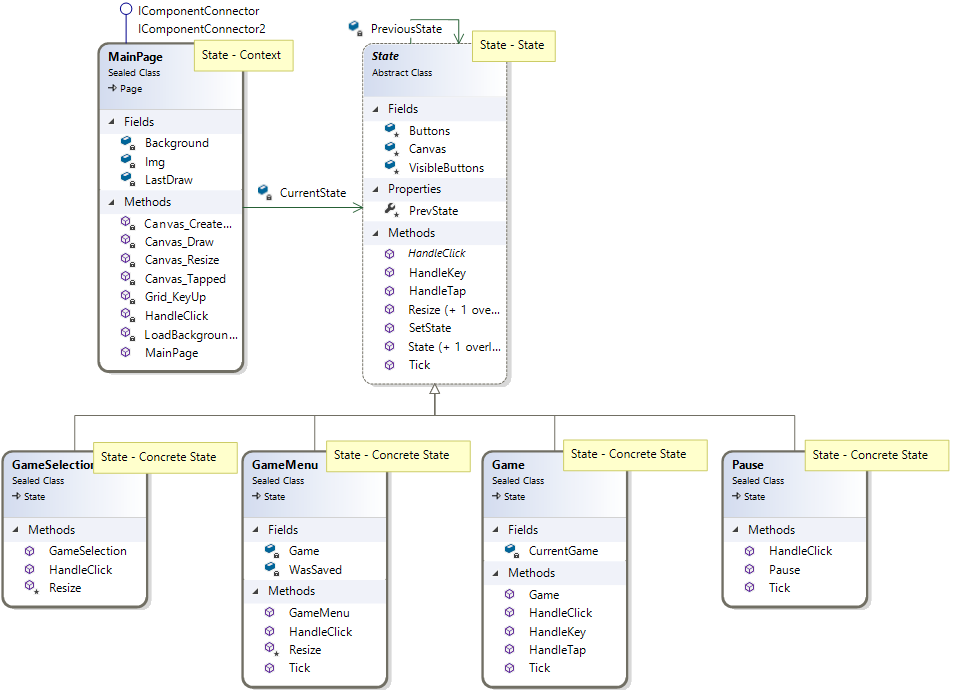 IComponentConnector
IComponentConnector2
MainPage
Sealed Class
Page
State - Context
Fields
Background
Img
LastDraw
Methods
Canvas_Create...
Canvas_Draw
Canvas_Resize
Canvas_Tapped
Grid_KeyUp
HandleClick
LoadBackgroun...
MainPage
CurrentState
PreviousState
State - State
State
Abstract Class
Fields
Buttons
Canvas
VisibleButtons
Properties
PrevState
Methods
HandleClick
HandleKey
HandleTap
Resize (+ 1 ove...
SetState
State (+ 1 overl...
Tick
GameSelection
Sealed Class
State
State - Concrete State
Methods
GameSelection
HandleClick
Resize
GameMenu
Sealed Class
State
State - Concrete State
Fields
Game
WasSaved
Methods
GameMenu
HandleClick
Resize
Tick
Game
Sealed Class
State
State - Concrete State
Fields
CurrentGame
Methods
Game
HandleClick
HandleKey
HandleTap
Tick
Pause
Sealed Class
State
State - Concrete State
Methods
HandleClick
Pause
Tick